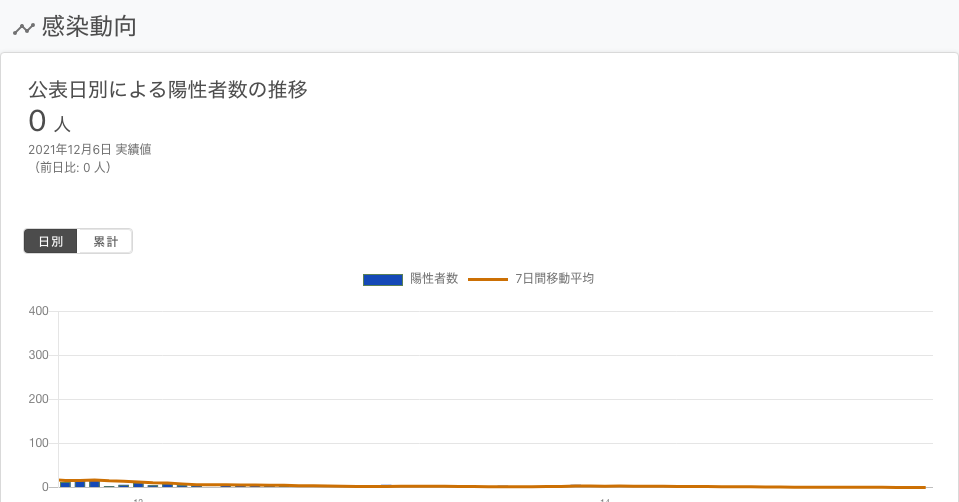 感染動向
公表日別による陽性者数の推移
0 人
2021年12月6日 実績値
（前日比: 0 人）
日別 累計
陽性者数 7日間移動平均
400
300
200
100
0